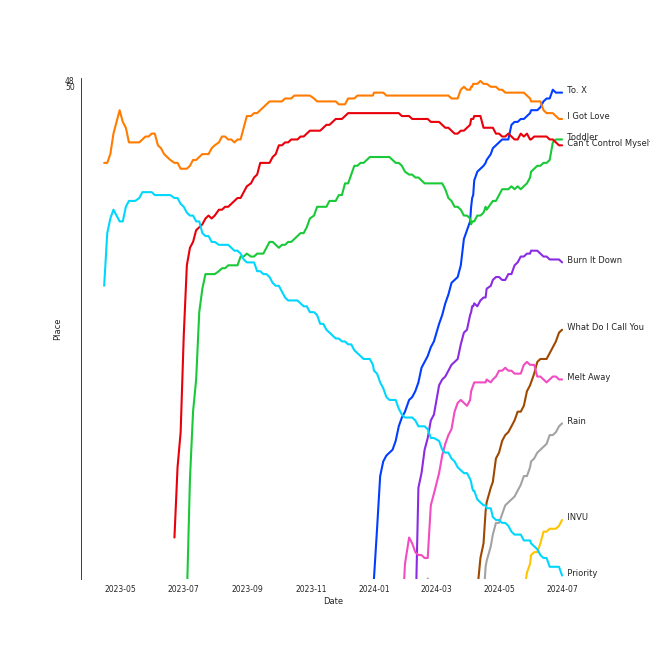 48
50
To. X
I Got Love
Toddler
Can't Control Mysel
Burn It Down
What Do I Call You
Melt Away
Rain
INVU
Priority
Place
2023-05
2023-07
2023-09
2023-11
2024-01
2024-03
2024-05
2024-07
Date